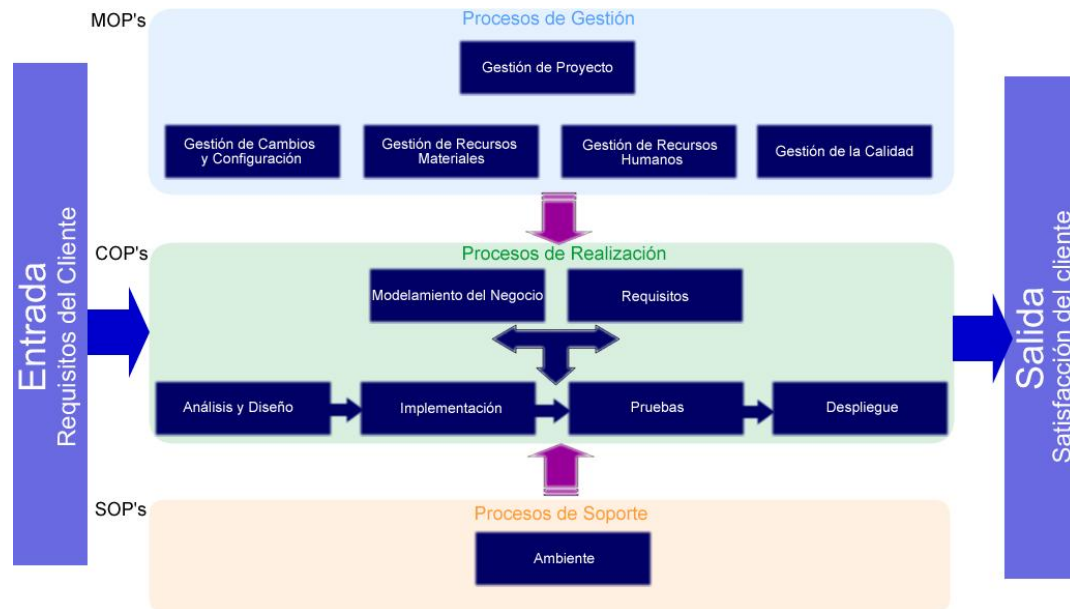 MOP's
Procesos de Gestión
Gestión de Proyecto
Gestión de Cambios
y Configuración
Gestión de Recursos
Materiales
Gestión de Recursos
Humanos
Gestión de la Calidad
Entrada
Requisitos del Cliente
COP's
Procesos de Realización
Modelamiento del Negocio
Requisitos
Análisis y Diseño
Implementación
Pruebas
Despliegue
Salida
Satisfacción del cliente
SOP's
Procesos de Soporte
Ambiente